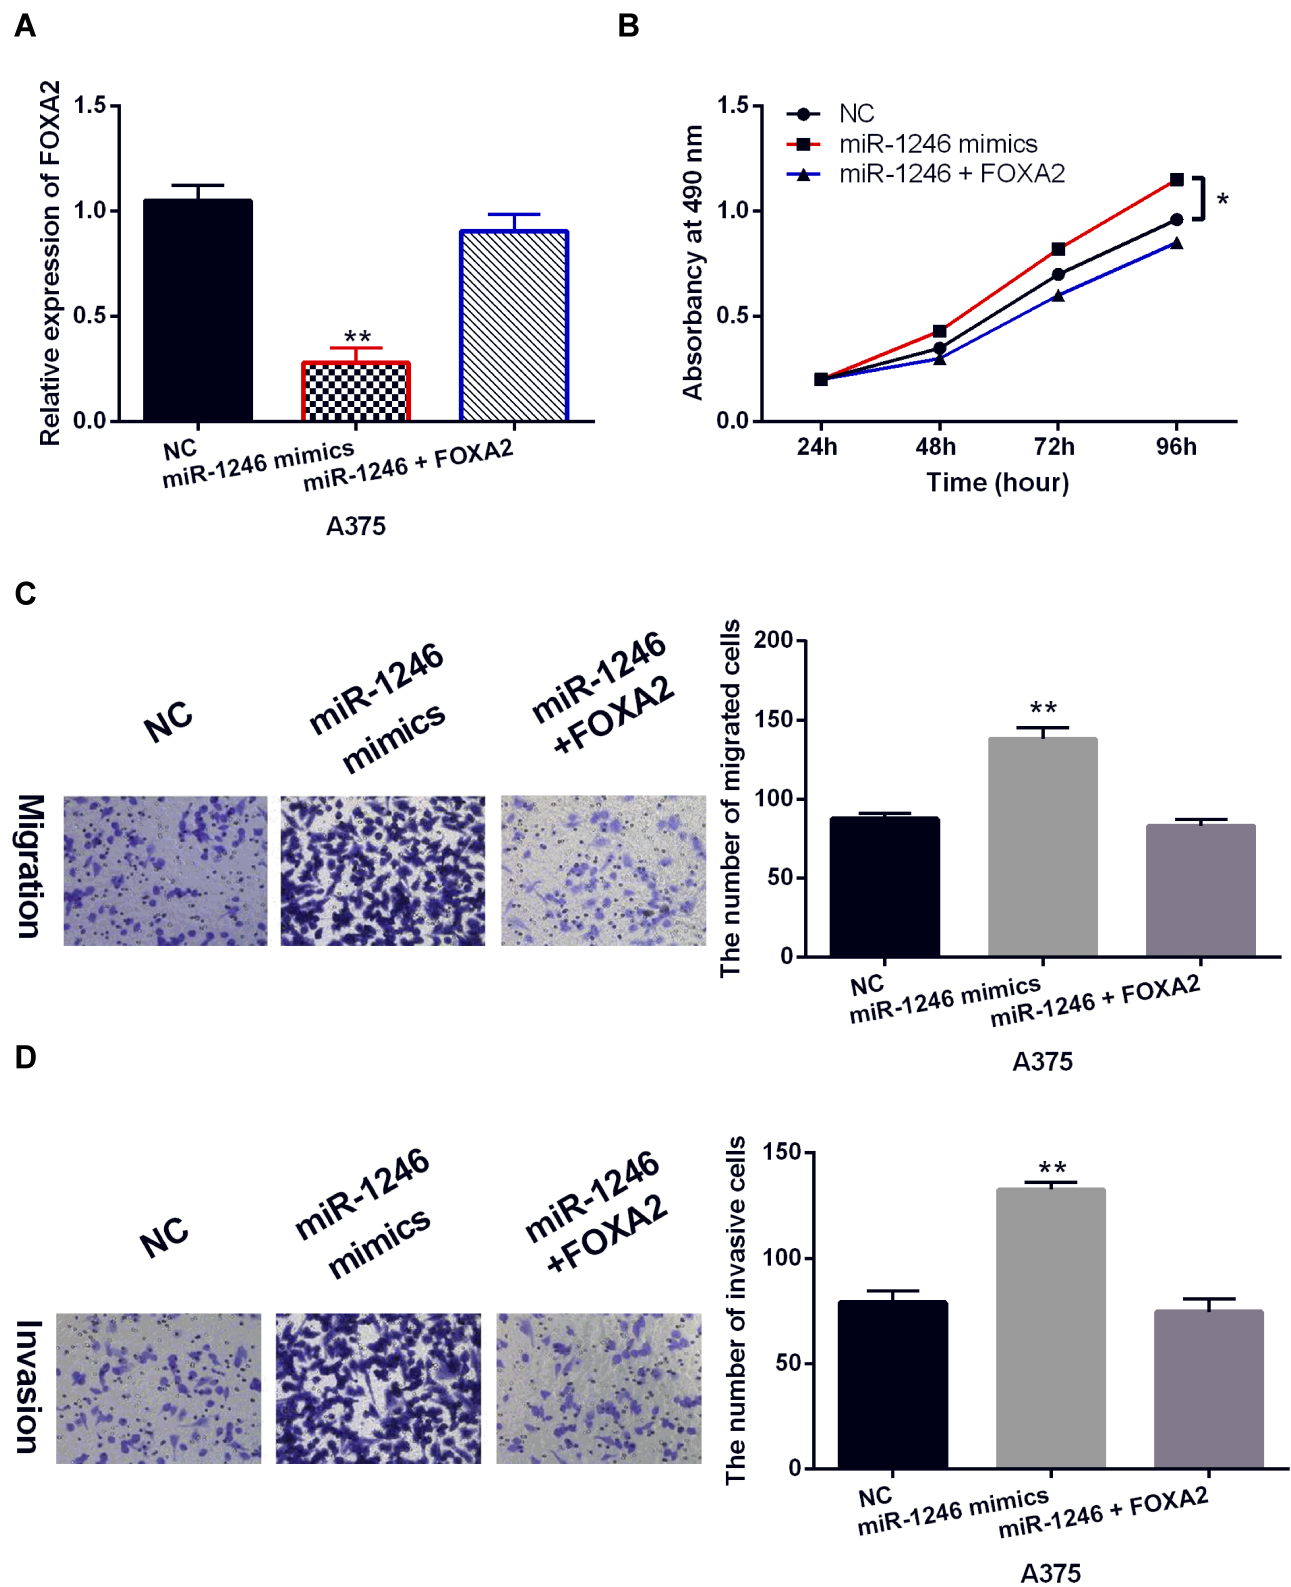 A
Relative expression of FOXA2
1.5
1.0
0.5
0.0
**
NC
miR-1246 mimics
miR-1246 + FOXA2
A375
B
Absorbancy at 490 nm
1.5
1.0
0.5
0.0
NC
miR-1246 mimics
miR-1246 + FOXA2
*
24h 48h 72h 96h
Time (hour)
C
NC
miR-1246
mimics
miR-1246
+FOXA2
Migration
The number of migrated cells
200
150
100
50
0
**
NC
miR-1246 mimics
miR-1246 + FOXA2
A375
D
NC
miR-1246
mimics
miR-1246
+FOXA2
Invasion
The number of invasive cells
150
100
50
0
**
NC
miR-1246 mimics
miR-1246 + FOXA2
A375